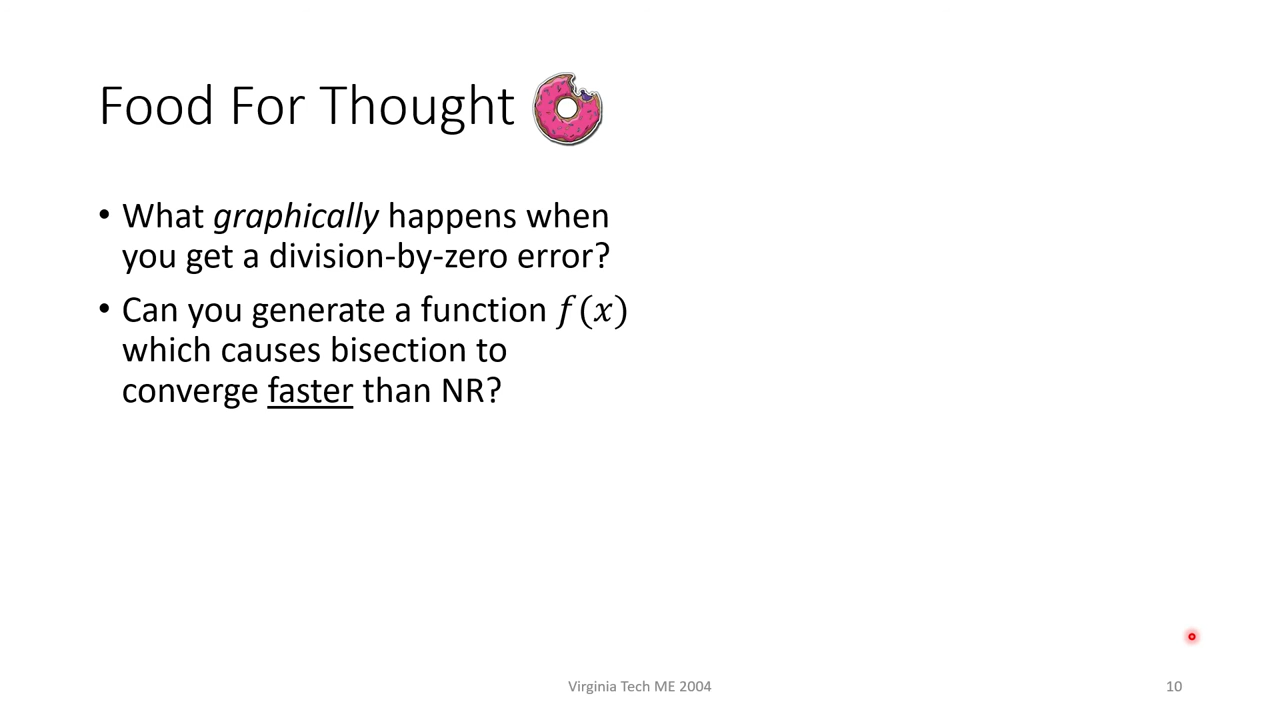 Food For Thought
• What graphically happens when
you get a division-by-zero error?
• Can you generate a function f(x)
which causes bisection to
converge faster than NR?
Virginia Tech ME 2004
10